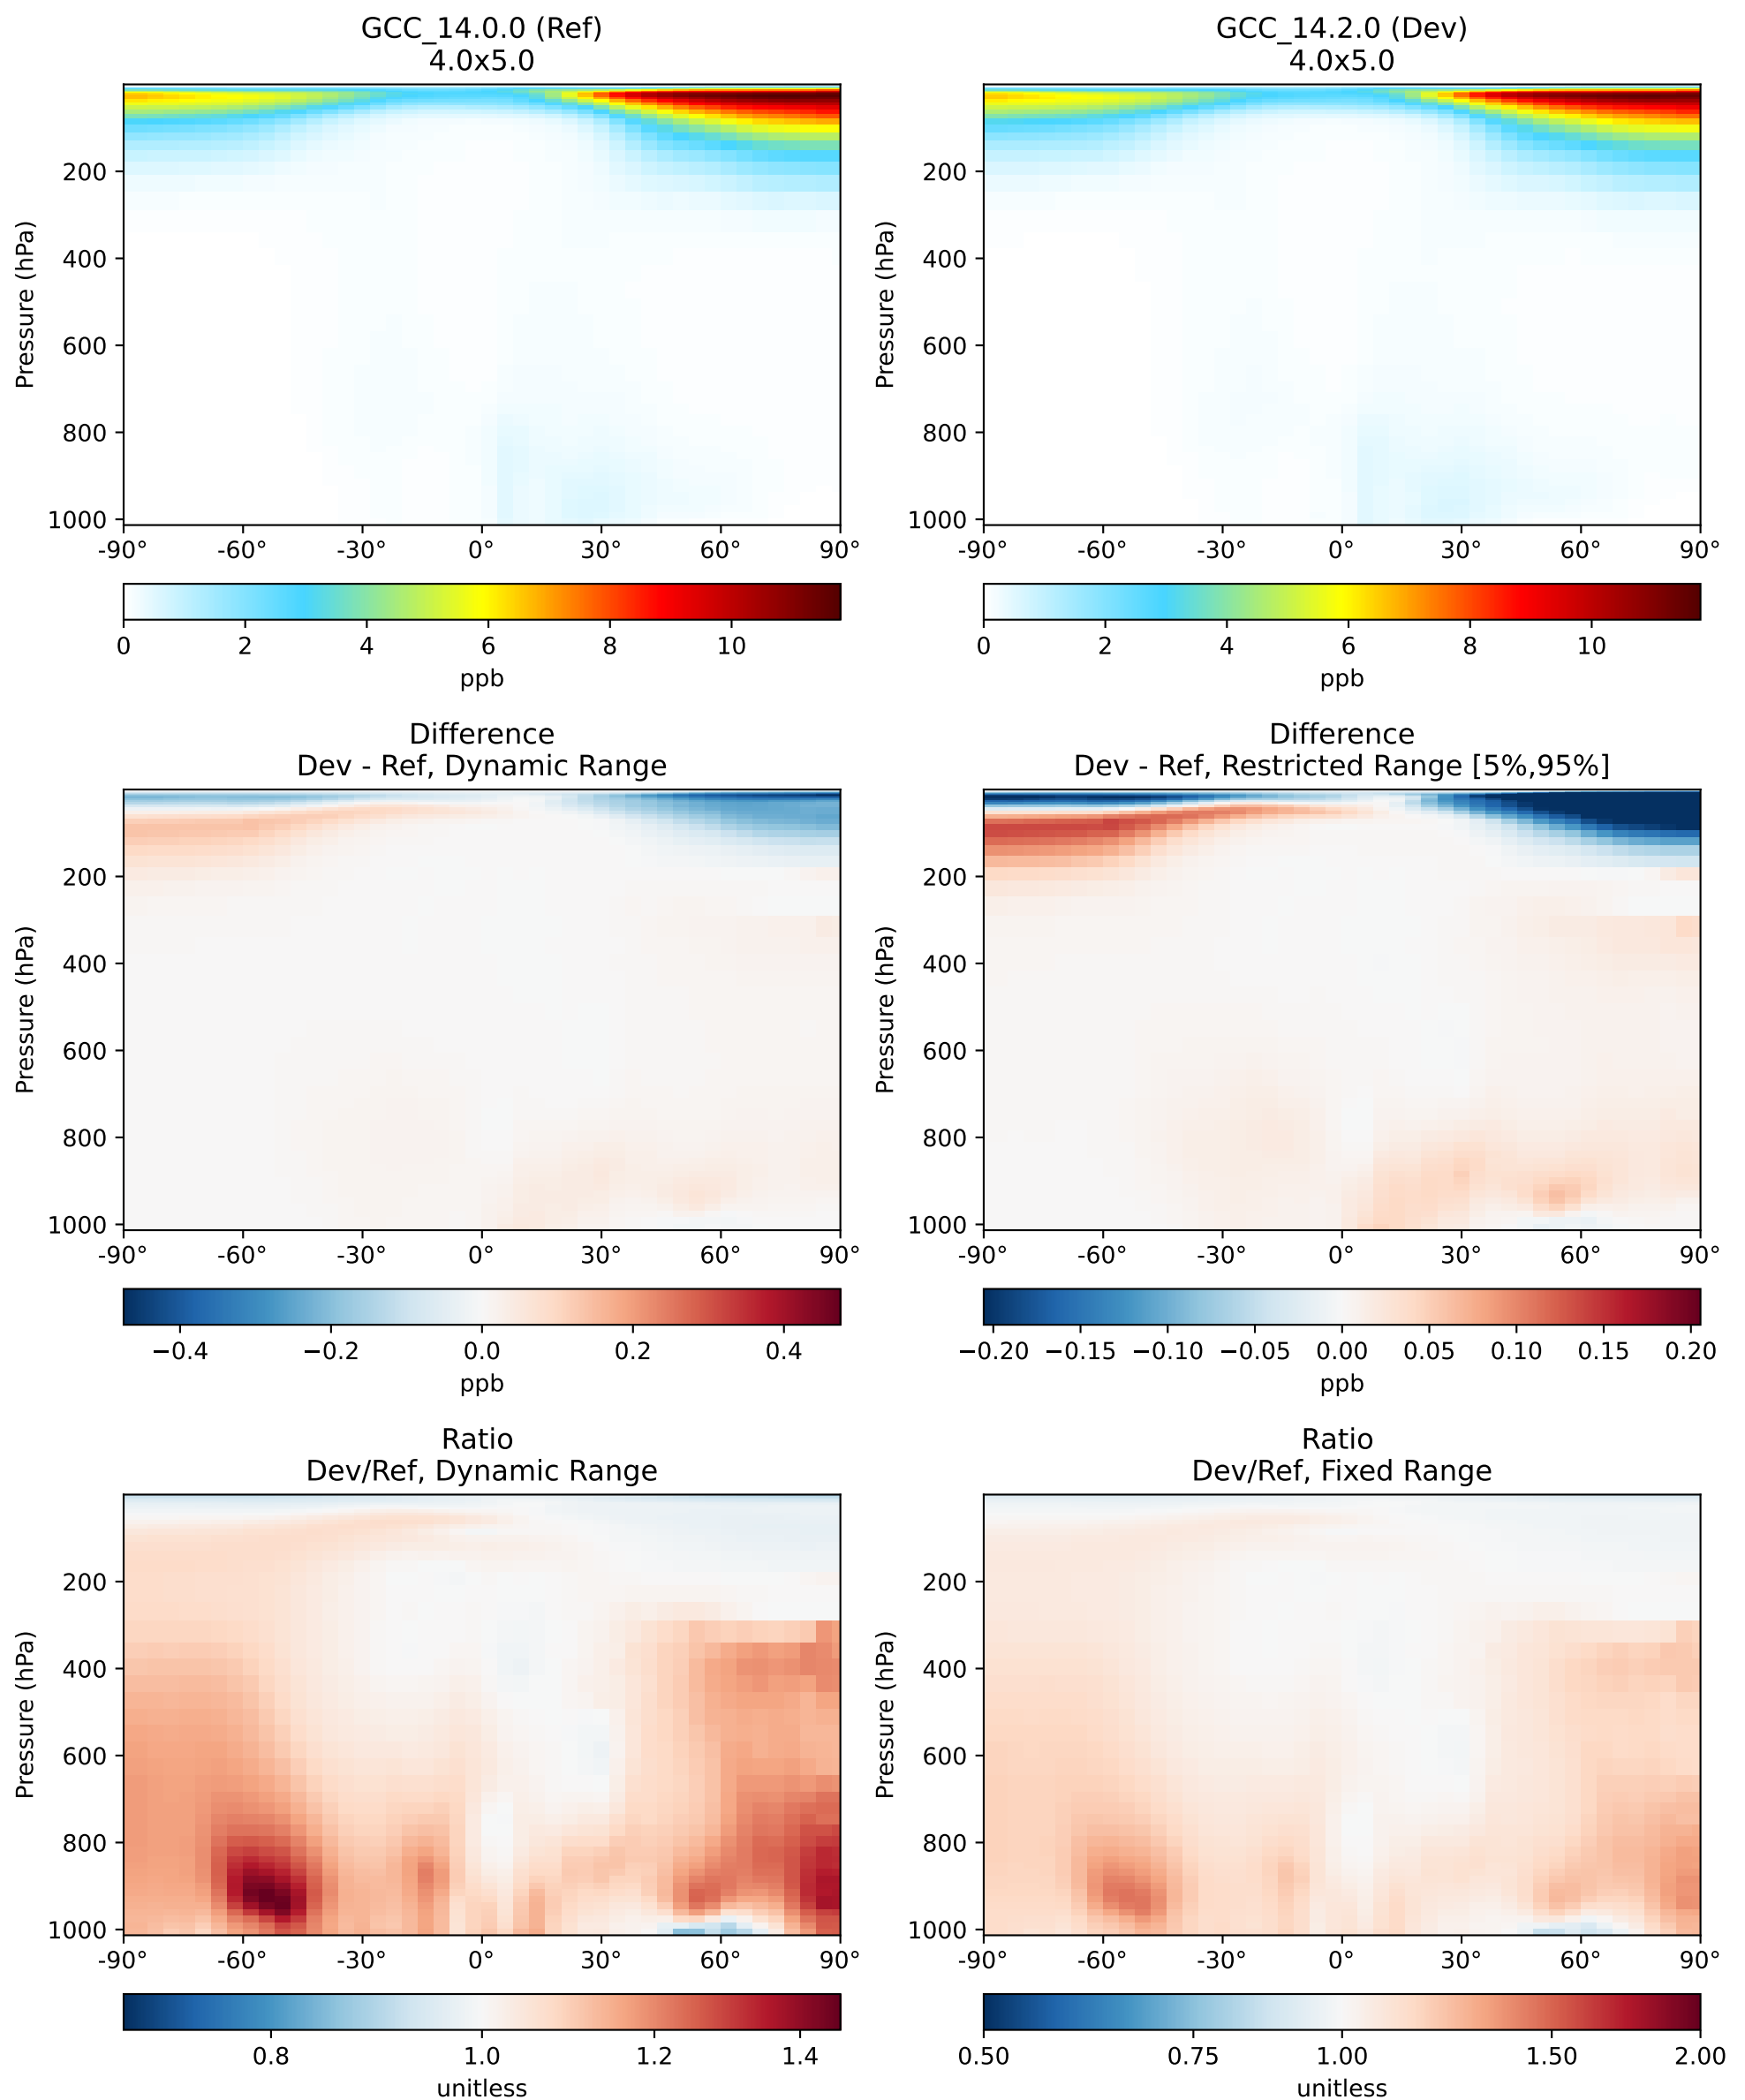 GCC_14.0.0 (Ref)
4.0x5.0
Pressure (hPa)
200
400
600
800
1000
-90° -60° -30° 0° 30° 60° 90°
0 2 4 6 8 10
ppb
GCC_14.2.0 (Dev)
4.0x5.0
Pressure (hPa)
200
400
600
800
1000
-90° -60° -30° 0° 30° 60° 90°
0 2 4 6 8 10
ppb
Difference
Dev - Ref, Dynamic Range
Pressure (hPa)
200
400
600
800
1000
-90° -60° -30° 0° 30° 60° 90°
−0.4 −0.2 0.0 0.2 0.4
ppb
Difference
Dev - Ref, Restricted Range [5%,95%]
Pressure (hPa)
200
400
600
800
1000
-90° -60° -30° 0° 30° 60° 90°
−0.20 −0.15 −0.10 −0.05 0.00 0.05 0.10 0.15 0.20
ppb
Ratio
Dev/Ref, Dynamic Range
Pressure (hPa)
200
400
600
800
1000
-90° -60° -30° 0° 30° 60° 90°
0.8 1.0 1.2 1.4
unitless
Ratio
Dev/Ref, Fixed Range
Pressure (hPa)
200
400
600
800
1000
-90° -60° -30° 0° 30° 60° 90°
0.50 0.75 1.00 1.50 2.00
unitless